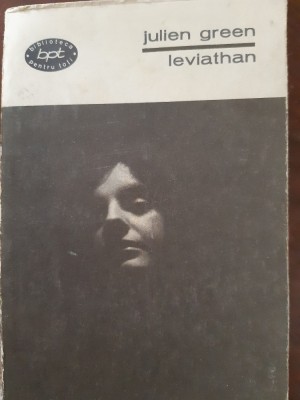 julien green
leviathan
biblioteca
bpt
pentru toți